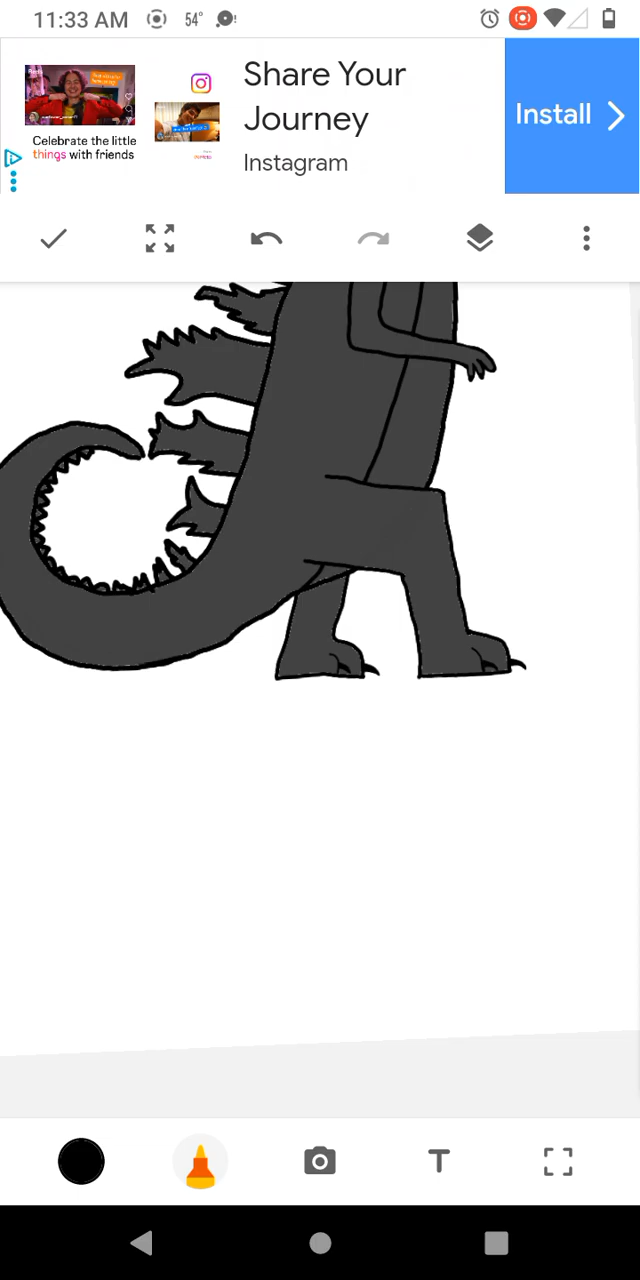 11:33 AM
54°
Share Your
Journey
Instagram
Install
Celebrate the little
things with friends
T